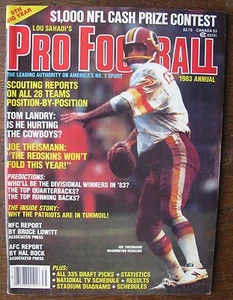 5TH
BIG YEAR
$1,000 NFL CASH PRIZE CONTEST
LOU SAHADI'S
$2.75
CANADA $3
PRO FOOTBALL
THE LEADING AUTHORITY ON AMERICA'S NO. 1 SPORT
1983 ANNUAL
SCOUTING REPORTS
ON ALL 28 TEAMS
POSITION-BY-POSITION
TOM LANDRY:
IS HE HURTING
THE COWBOYS?
JOE THEISMANN:
"THE REDSKINS WON'T
FOLD THIS YEAR!"
PREDICTIONS:
WHO'LL BE THE DIVISIONAL WINNERS IN '83?
THE TOP QUARTERBACKS?
THE TOP RUNNING BACKS?
THE INSIDE STORY:
WHY THE PATRIOTS ARE IN TURMOIL!
NFC REPORT
BY BRUCE LOWITT
ASSOCIATED PRESS
AFC REPORT
BY HAL BOCK
ASSOCIATED PRESS
JOE THEISMANN
WASHINGTON REDSKINS
PLUS:
• ALL 335 DRAFT PICKS • STATISTICS
• NATIONAL TV SCHEDULE • RESULTS
• STADIUM DIAGRAMS • SCHEDULES